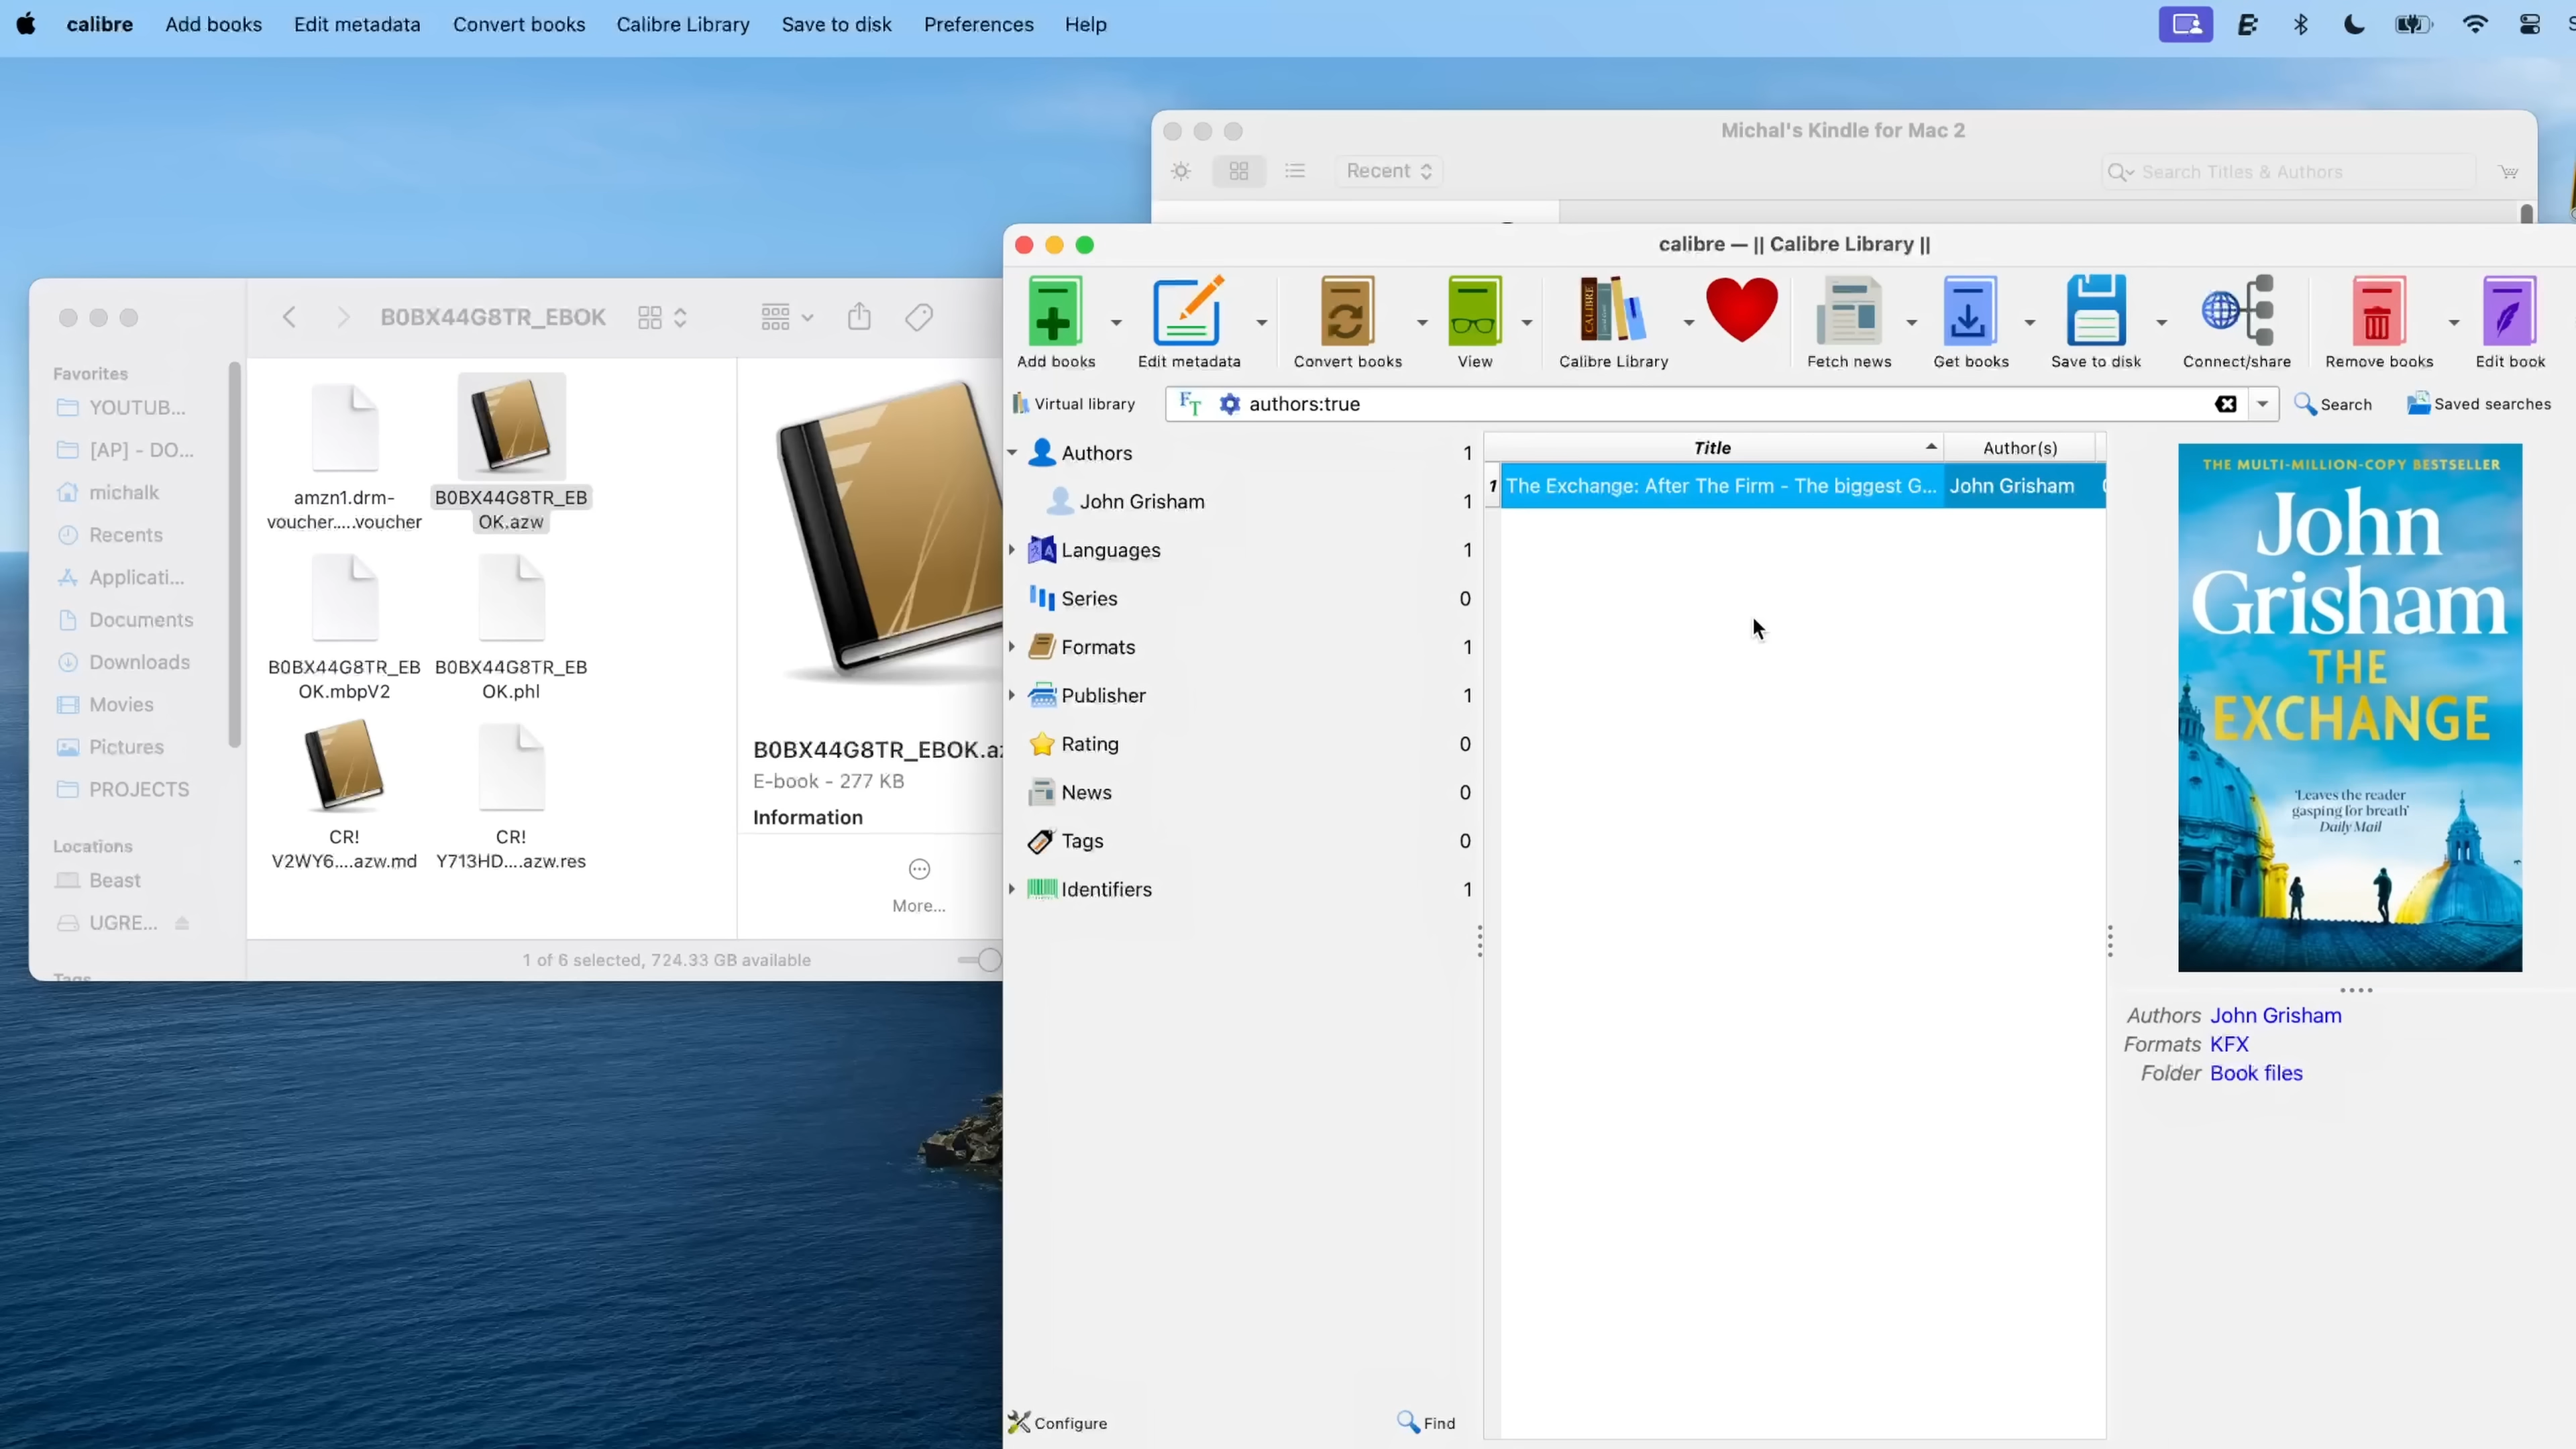 calibre Add books Edit metadata Convert books Calibre Library Save to disk Preferences Help
Michal's Kindle for Mac 2
Recent
Search Titles & Authors
B0BX44G8TR_EBOK
Favorites
YOUTUB...
[AP] - DO...
michalk
Recents
Applicati...
Documents
Downloads
Movies
Pictures
PROJECTS
Locations
Beast
UGRE...
Tags
amzn1.drm-
voucher.....voucher
B0BX44G8TR_EB
OK.azw
B0BX44G8TR_EB
OK.mbpV2
B0BX44G8TR_EB
OK.phl
CR!
V2WY6....azw.md
CR!
Y713HD....azw.res
B0BX44G8TR_EBOK.a
E-book - 277 KB
Information
More...
1 of 6 selected, 724.33 GB available
calibre — || Calibre Library ||
Add books
Edit metadata
Convert books
View
CALIBRE
Calibre Library
Fetch news
Get books
Save to disk
Connect/share
Remove books
Edit book
Virtual library
FT
authors:true
Search
Saved searches
Authors 1
John Grisham 1
Languages 1
Series 0
Formats 1
Publisher 1
Rating 0
News 0
Tags 0
Identifiers 1
Configure
Find
Title Author(s)
1 The Exchange: After The Firm - The biggest G... John Grisham
THE MULTI-MILLION-COPY BESTSELLER
John
Grisham
THE
EXCHANGE
'Leaves the reader
gasping for breath'
Daily Mail
Authors John Grisham
Formats KFX
Folder Book files